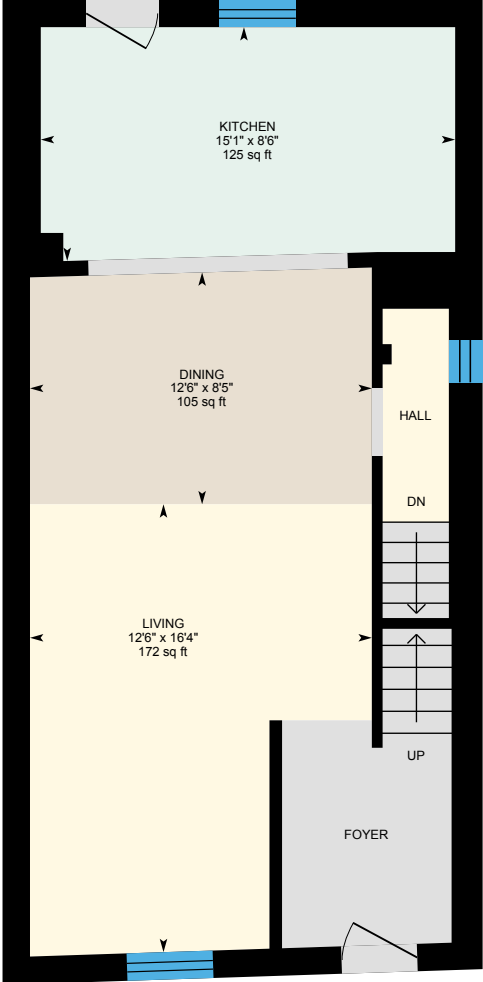 KITCHEN
15'1" x 8'6"
125 sq ft
DINING
12'6" x 8'5"
105 sq ft
HALL
DN
LIVING
12'6" x 16'4"
172 sq ft
UP
FOYER